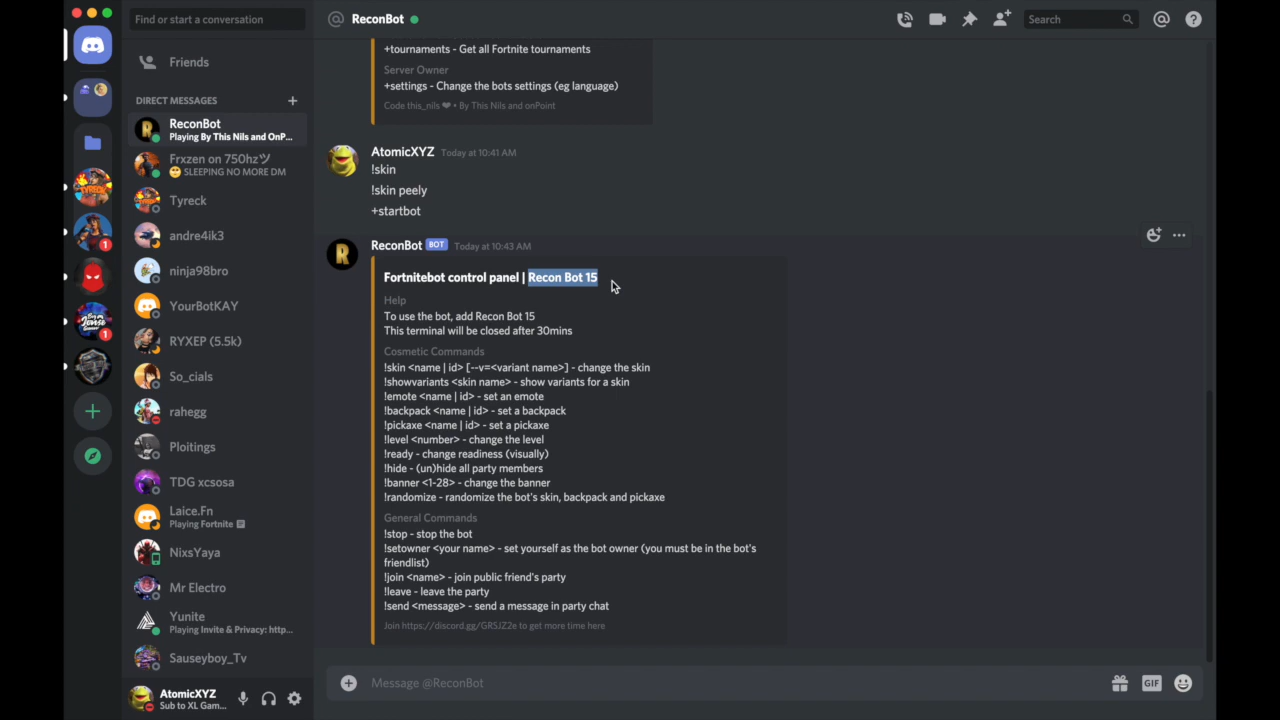 Find or start a conversation
ReconBot
Search
Friends
DIRECT MESSAGES
ReconBot
Playing By This Nils and OnP...
Frxzen on 750hzツ
SLEEPING NO MORE DM
TYRECK
Tyreck
andre4ik3
1
ninja98bro
YourBotKAY
1
RYXEP (5.5k)
So_cials
rahegg
Ploitings
TDG xcsosa
Laice.Fn
Playing Fortnite
NixsYaya
Mr Electro
Yunite
Playing Invite & Privacy: http...
Sauseyboy_Tv
AtomicXYZ
Sub to XL Gam...
+tournaments - Get all Fortnite tournaments
Server Owner
+settings - Change the bots settings (eg language)
Code this_nils ❤ • By This Nils and onPoint
AtomicXYZ Today at 10:41 AM
!skin
!skin peely
+startbot
ReconBot BOT Today at 10:43 AM
Fortnitebot control panel | Recon Bot 15
Help
To use the bot, add Recon Bot 15
This terminal will be closed after 30mins
Cosmetic Commands
!skin <name | id> [--v=<variant name>] - change the skin
!showvariants <skin name> - show variants for a skin
!emote <name | id> - set an emote
!backpack <name | id> - set a backpack
!pickaxe <name | id> - set a pickaxe
!level <number> - change the level
!ready - change readiness (visually)
!hide - (un)hide all party members
!banner <1-28> - change the banner
!randomize - randomize the bot's skin, backpack and pickaxe
General Commands
!stop - stop the bot
!setowner <your name> - set yourself as the bot owner (you must be in the bot's
friendlist)
!join <name> - join public friend's party
!leave - leave the party
!send <message> - send a message in party chat
Join https://discord.gg/GRSJZ2e to get more time here
Message @ReconBot
GIF